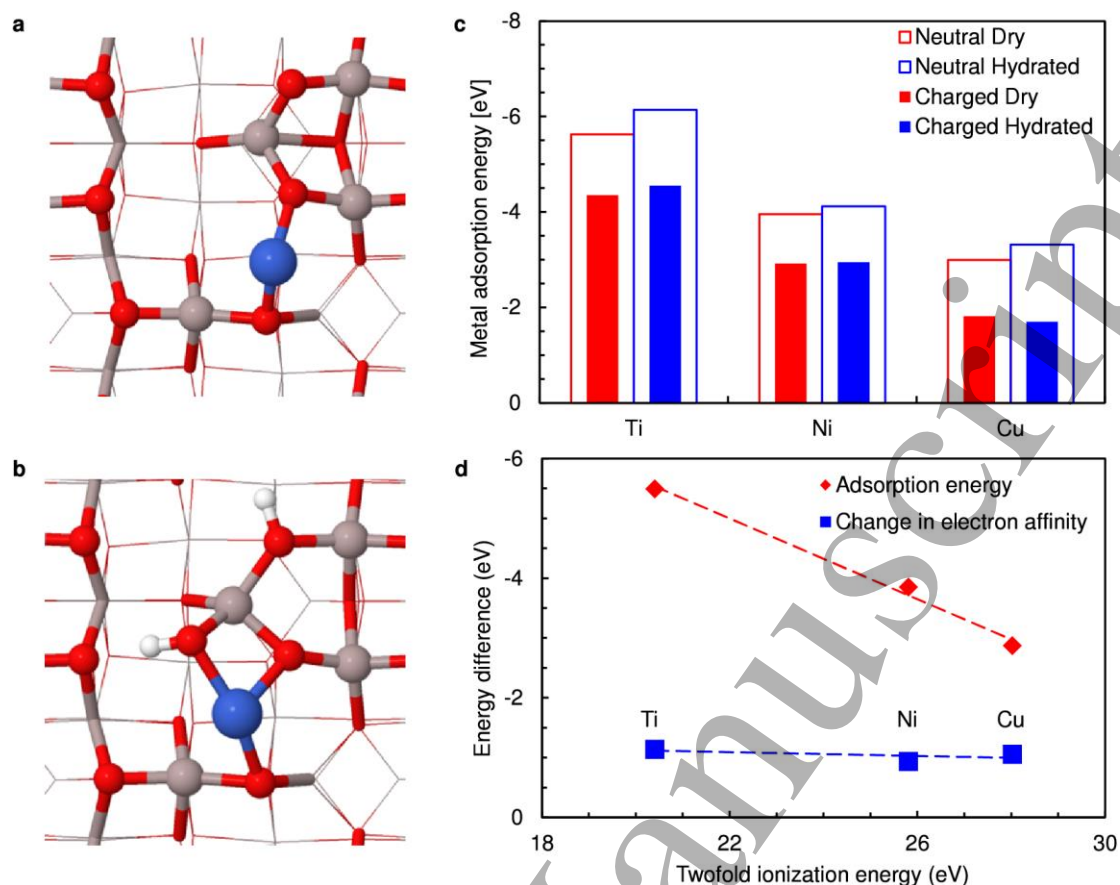 a
b
c
-8
-6
-4
-2
0
Metal adsorption energy [eV]
Neutral Dry
Neutral Hydrated
Charged Dry
Charged Hydrated
Ti
Ni
Cu
d
-6
-4
-2
0
Energy difference (eV)
Adsorption energy
Change in electron affinity
Ti
Ni
Cu
18
22
26
30
Twofold ionization energy (eV)
Manuscript